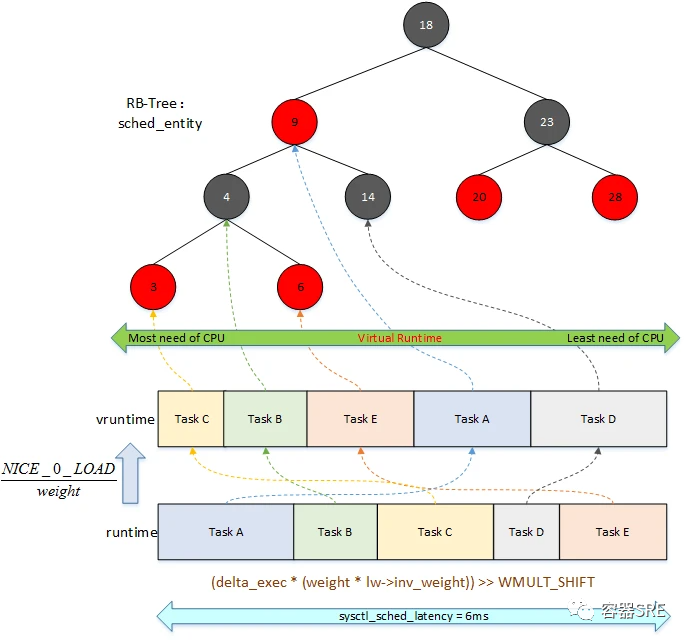 18
RB-Tree：
sched_entity
9
23
4
14
20
28
3
6
Most need of CPU
Virtual Runtime
Least need of CPU
vruntime
Task C
Task B
Task E
Task A
Task D
NICE_0_LOAD
weight
runtime
Task A
Task B
Task C
Task D
Task E
(delta_exec * (weight * lw->inv_weight)) >> WMULT_SHIFT
容器SRE
sysctl_sched_latency = 6ms